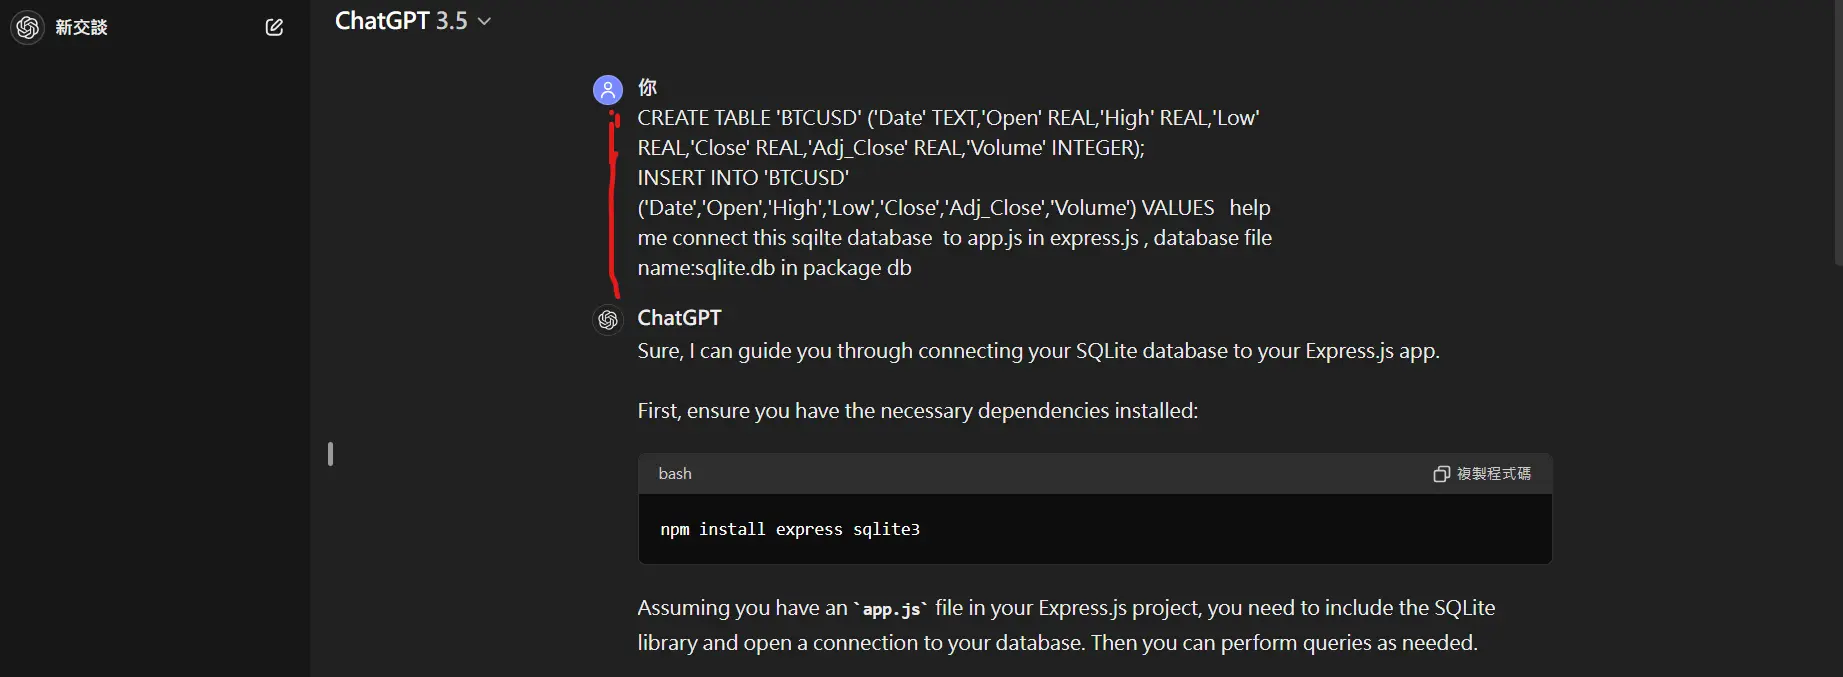 新交談
ChatGPT 3.5
你
CREATE TABLE 'BTCUSD' ('Date' TEXT,'Open' REAL,'High' REAL,'Low'
REAL,'Close' REAL,'Adj_Close' REAL,'Volume' INTEGER);
INSERT INTO 'BTCUSD'
('Date','Open','High','Low','Close','Adj_Close','Volume') VALUES   help
me connect this sqilte database  to app.js in express.js , database file
name:sqlite.db in package db
ChatGPT
Sure, I can guide you through connecting your SQLite database to your Express.js app.
First, ensure you have the necessary dependencies installed:
bash
複製程式碼
npm install express sqlite3
Assuming you have an `app.js` file in your Express.js project, you need to include the SQLite
library and open a connection to your database. Then you can perform queries as needed.